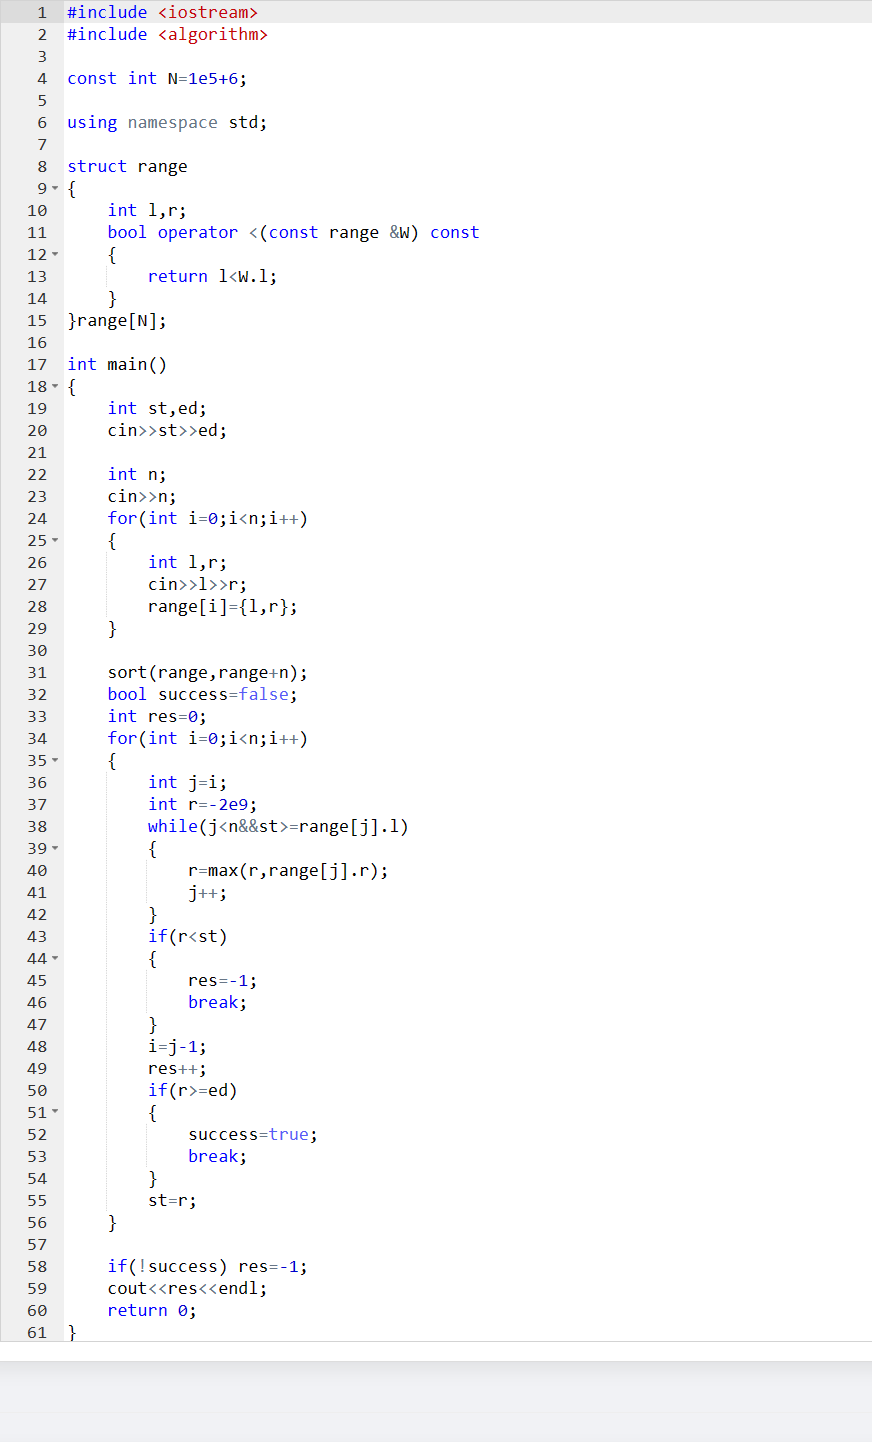 1 #include <iostream>
2 #include <algorithm>
3
4 const int N=1e5+6;
5
6 using namespace std;
7
8 struct range
9 {
10     int l,r;
11     bool operator <(const range &W) const
12     {
13         return l<W.l;
14     }
15 }range[N];
16
17 int main()
18 {
19     int st,ed;
20     cin>>st>>ed;
21
22     int n;
23     cin>>n;
24     for(int i=0;i<n;i++)
25     {
26         int l,r;
27         cin>>l>>r;
28         range[i]={l,r};
29     }
30
31     sort(range,range+n);
32     bool success=false;
33     int res=0;
34     for(int i=0;i<n;i++)
35     {
36         int j=i;
37         int r=-2e9;
38         while(j<n&&st>=range[j].l)
39         {
40             r=max(r,range[j].r);
41             j++;
42         }
43         if(r<st)
44         {
45             res=-1;
46             break;
47         }
48         i=j-1;
49         res++;
50         if(r>=ed)
51         {
52             success=true;
53             break;
54         }
55         st=r;
56     }
57
58     if(!success) res=-1;
59     cout<<res<<endl;
60     return 0;
61 }